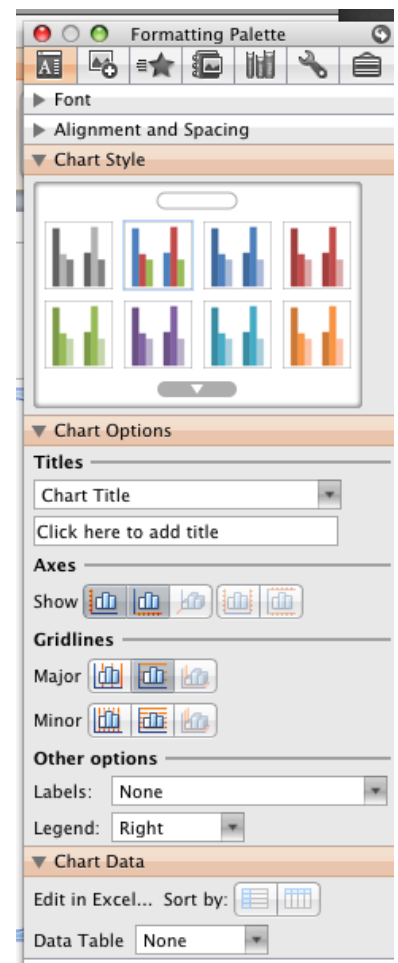 Formatting Palette
Font
Alignment and Spacing
Chart Style
Chart Options
Titles
Chart Title
Click here to add title
Axes
Show
Gridlines
Major
Minor
Other options
Labels: None
Legend: Right
Chart Data
Edit in Excel... Sort by:
Data Table None